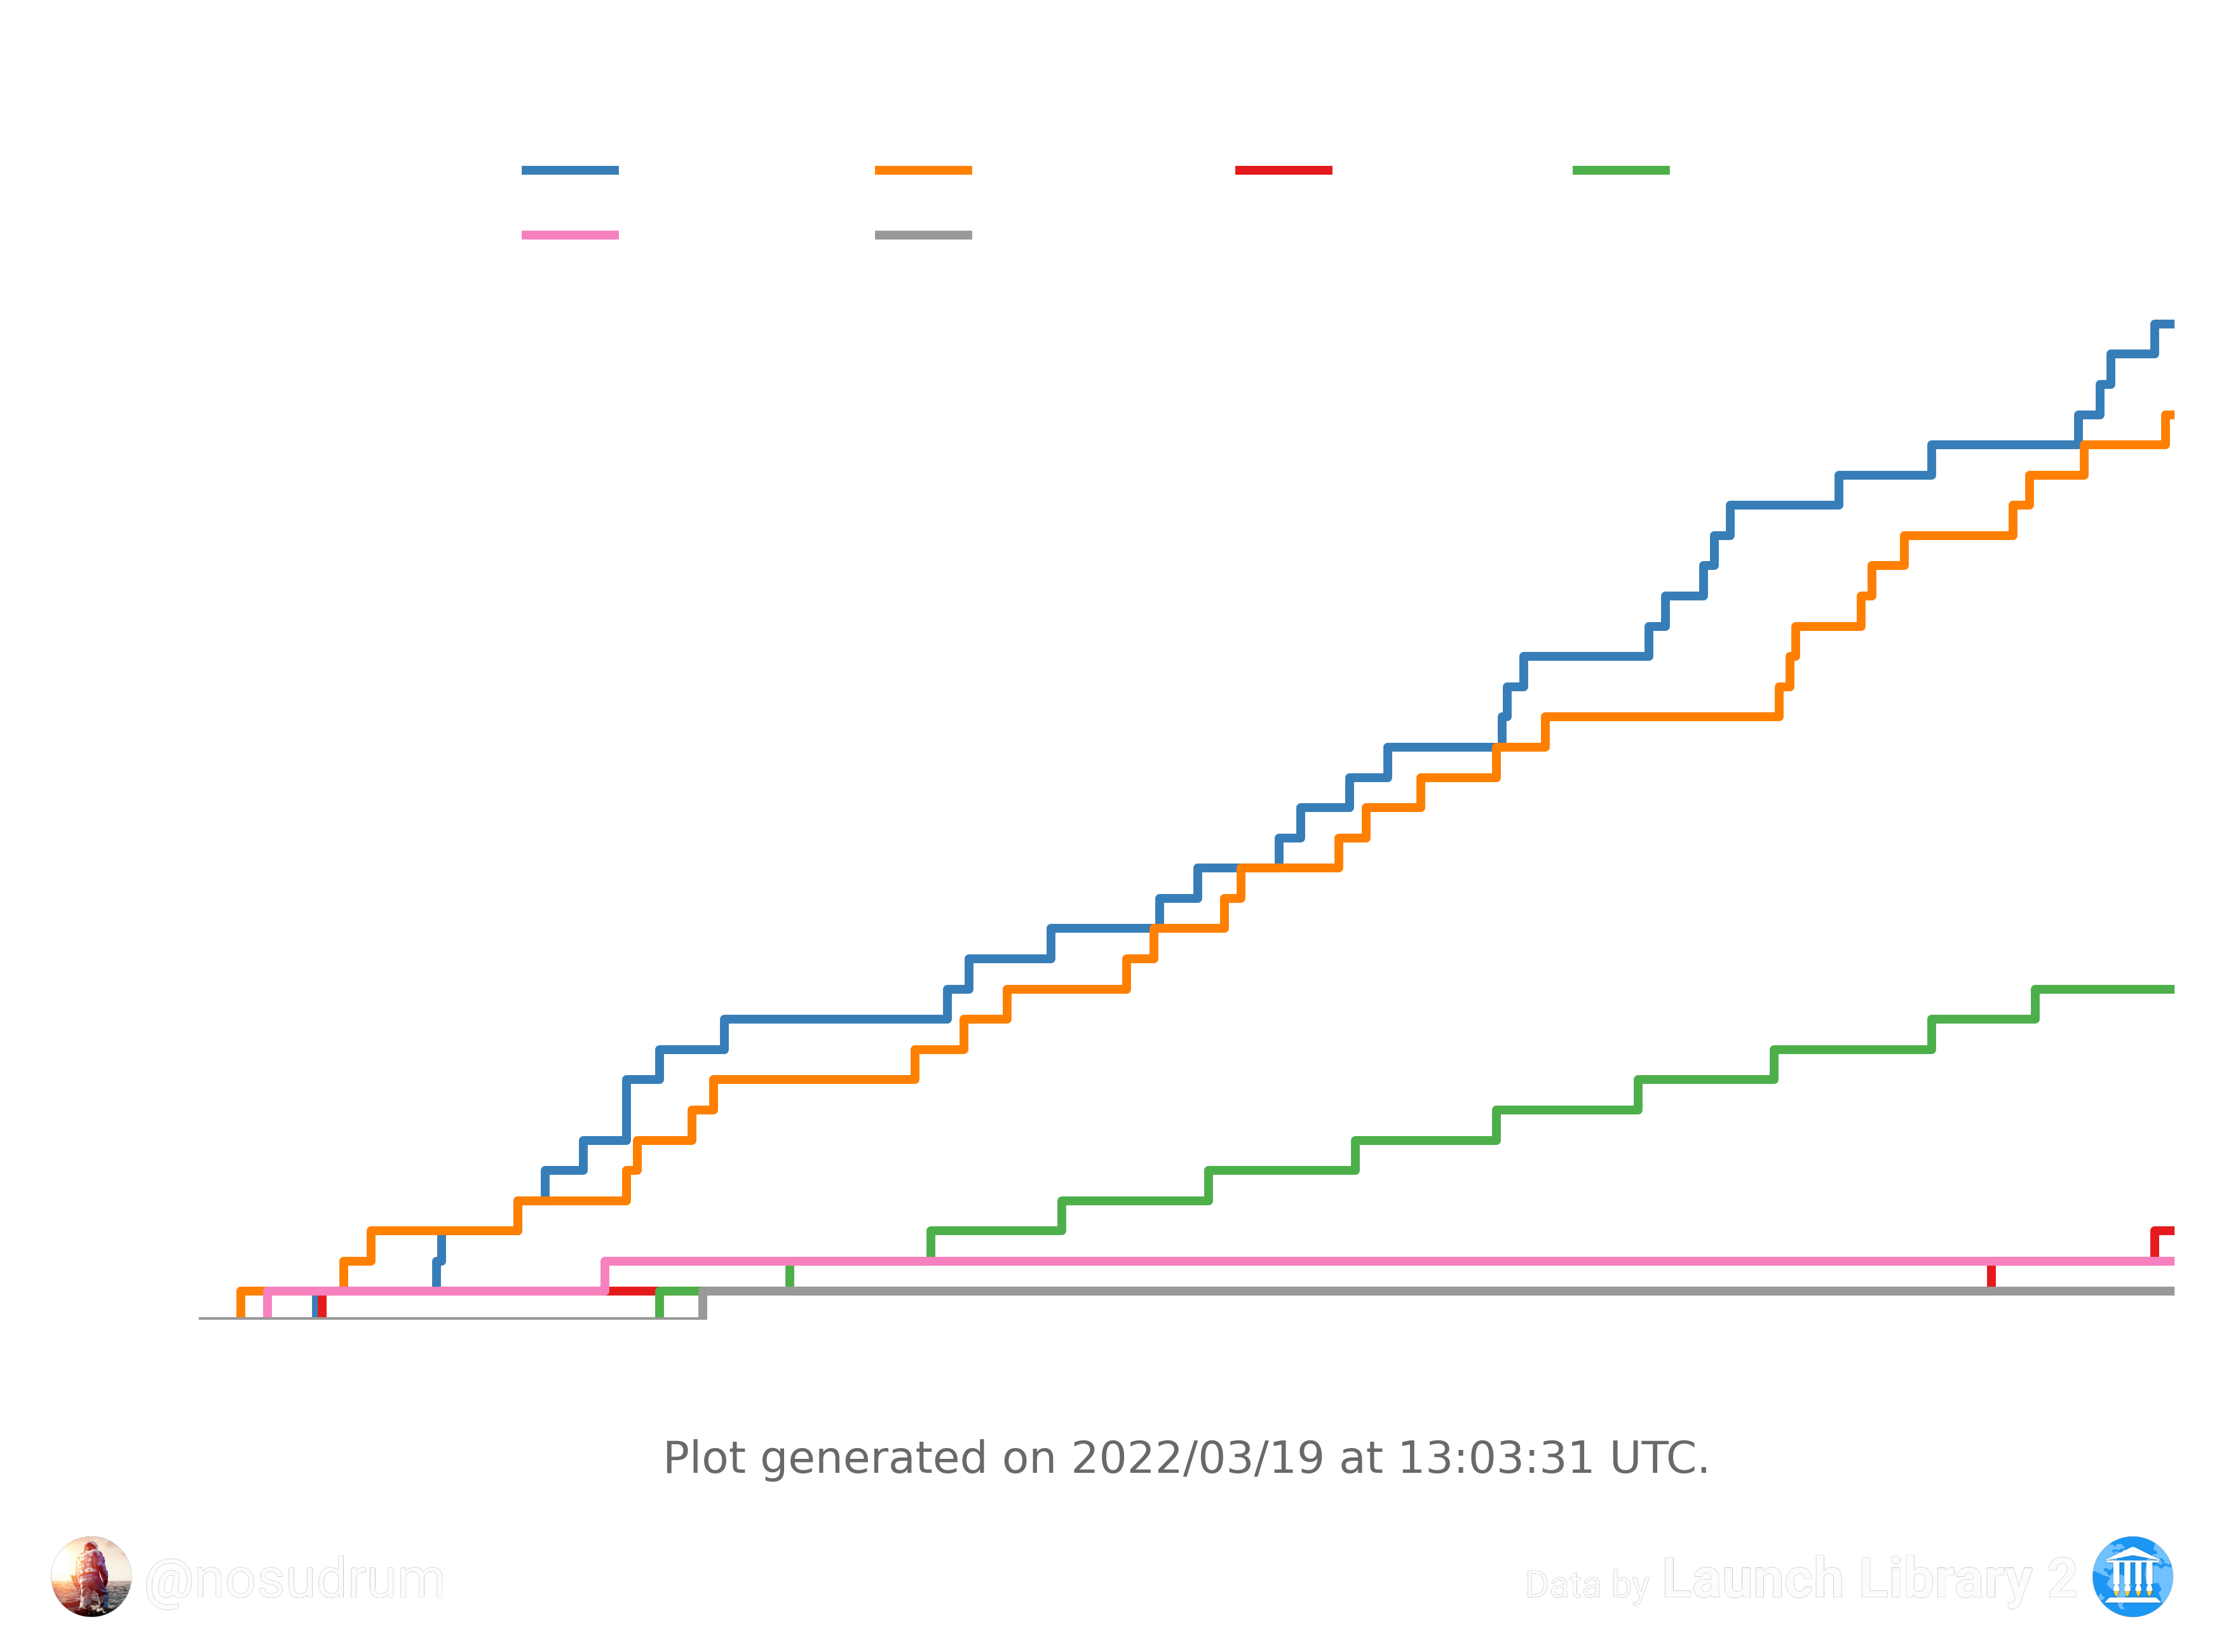 Plot generated on 2022/03/19 at 13:03:31 UTC.
@nosudrum
Data by Launch Library 2